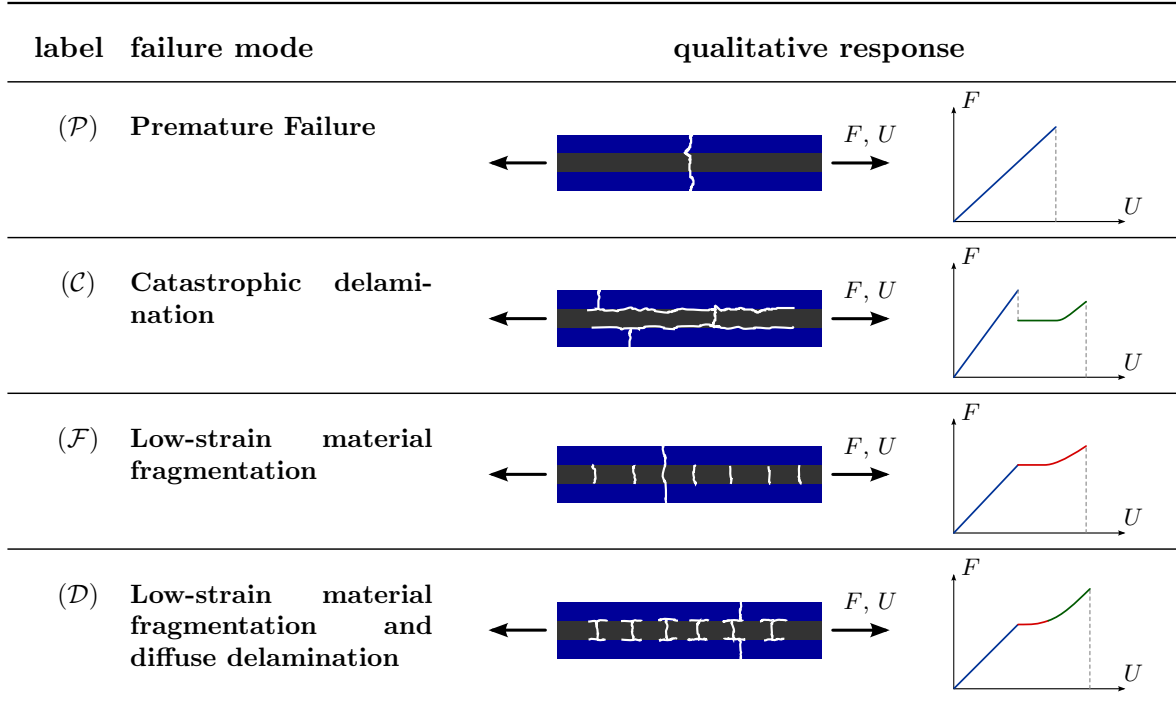 label failure mode qualitative response
(𝒫) Premature Failure
F, U
F
U
(𝒞) Catastrophic delami-
nation
F, U
F
U
(ℱ) Low-strain material
fragmentation
F, U
F
U
(𝒟) Low-strain material
fragmentation and
diffuse delamination
F, U
F
U